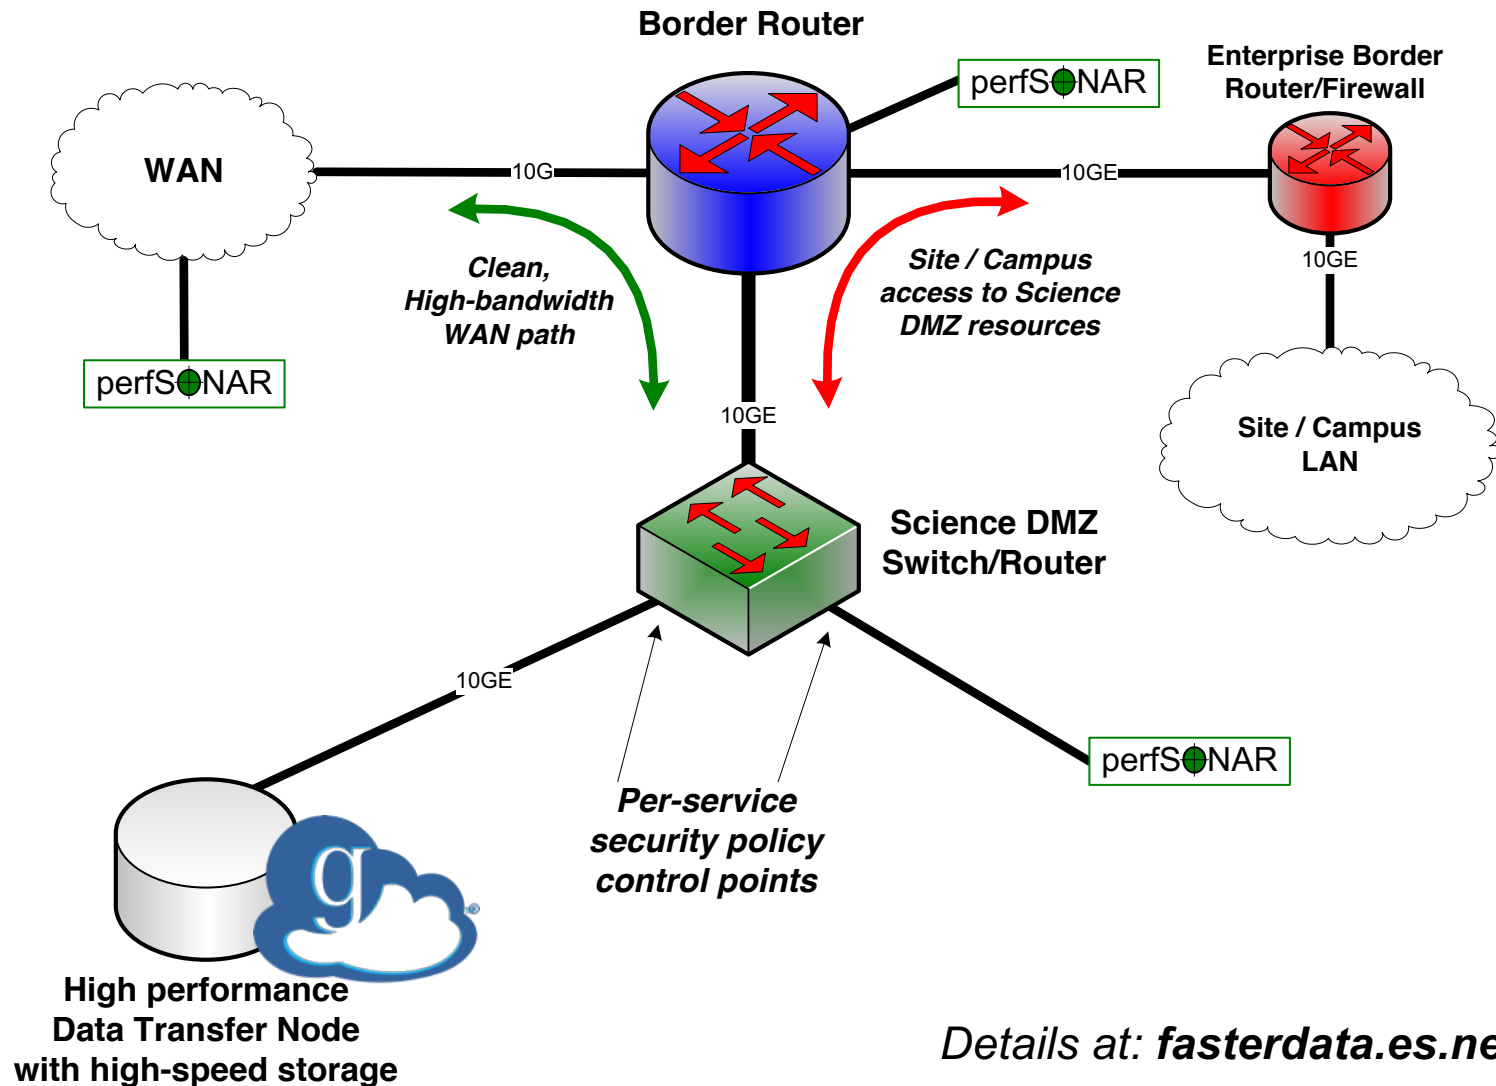 Border Router
perfSONAR
Enterprise Border
Router/Firewall
WAN
10G
10GE
Clean,
High-bandwidth
WAN path
Site / Campus
access to Science
DMZ resources
10GE
perfSONAR
10GE
Site / Campus
LAN
Science DMZ
Switch/Router
10GE
perfSONAR
Per-service
security policy
control points
g
High performance
Data Transfer Node
with high-speed storage
Details at: fasterdata.es.ne